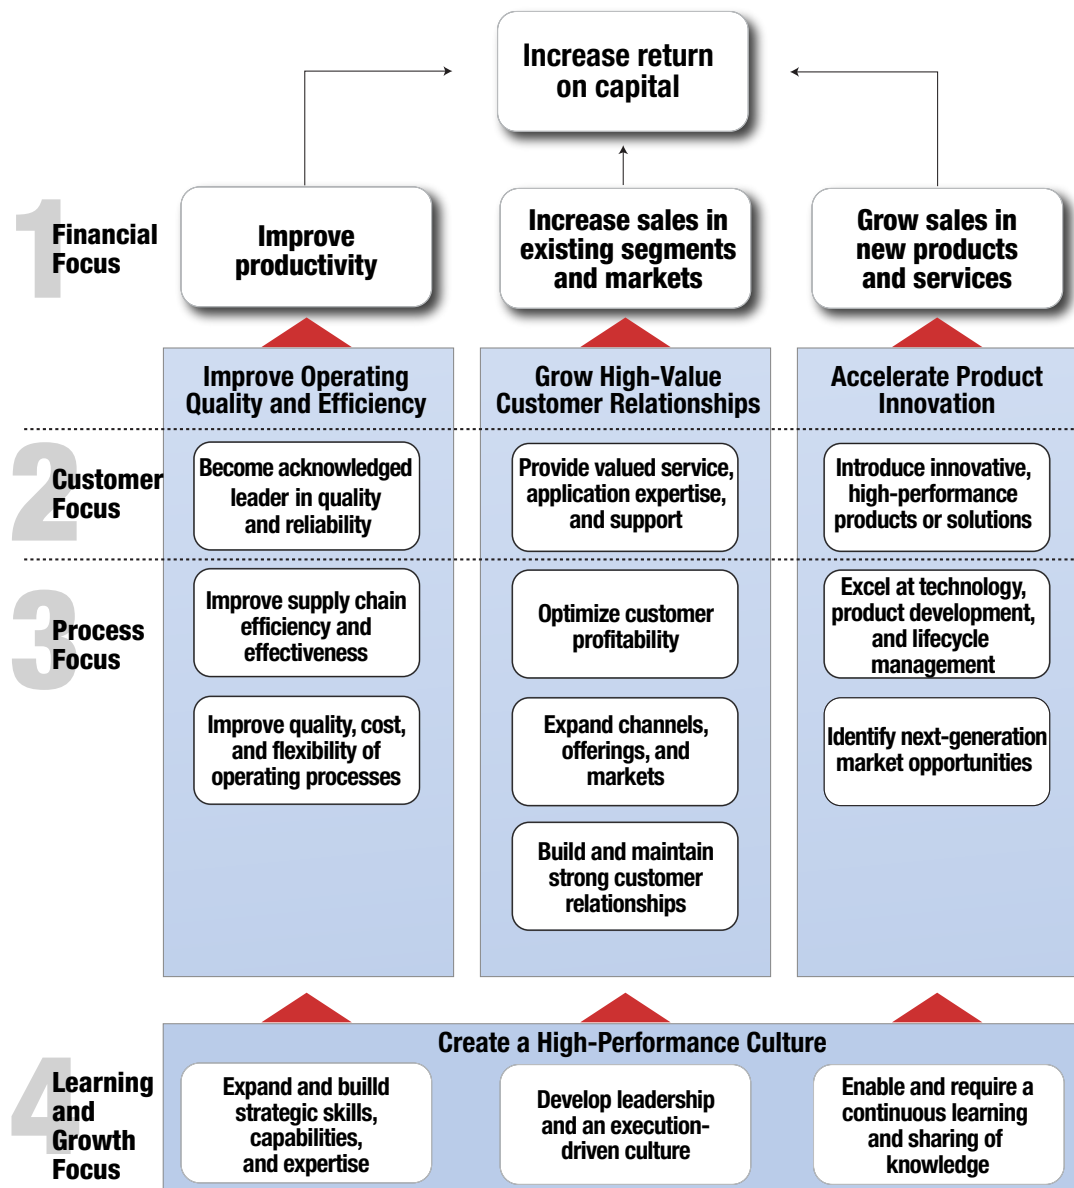 Increase return
on capital
1
Financial
Focus
Improve
productivity
Increase sales in
existing segments
and markets
Grow sales in
new products
and services
Improve Operating
Quality and Efficiency
Grow High-Value
Customer Relationships
Accelerate Product
Innovation
2
Customer
Focus
Become acknowledged
leader in quality
and reliability
Provide valued service,
application expertise,
and support
Introduce innovative,
high-performance
products or solutions
3
Process
Focus
Improve supply chain
efficiency and
effectiveness
Optimize customer
profitability
Excel at technology,
product development,
and lifecycle
management
Improve quality, cost,
and flexibility of
operating processes
Expand channels,
offerings, and
markets
Identify next-generation
market opportunities
Build and maintain
strong customer
relationships
Create a High-Performance Culture
4
Learning
and
Growth
Focus
Expand and builld
strategic skills,
capabilities,
and expertise
Develop leadership
and an execution-
driven culture
Enable and require a
continuous learning
and sharing of
knowledge